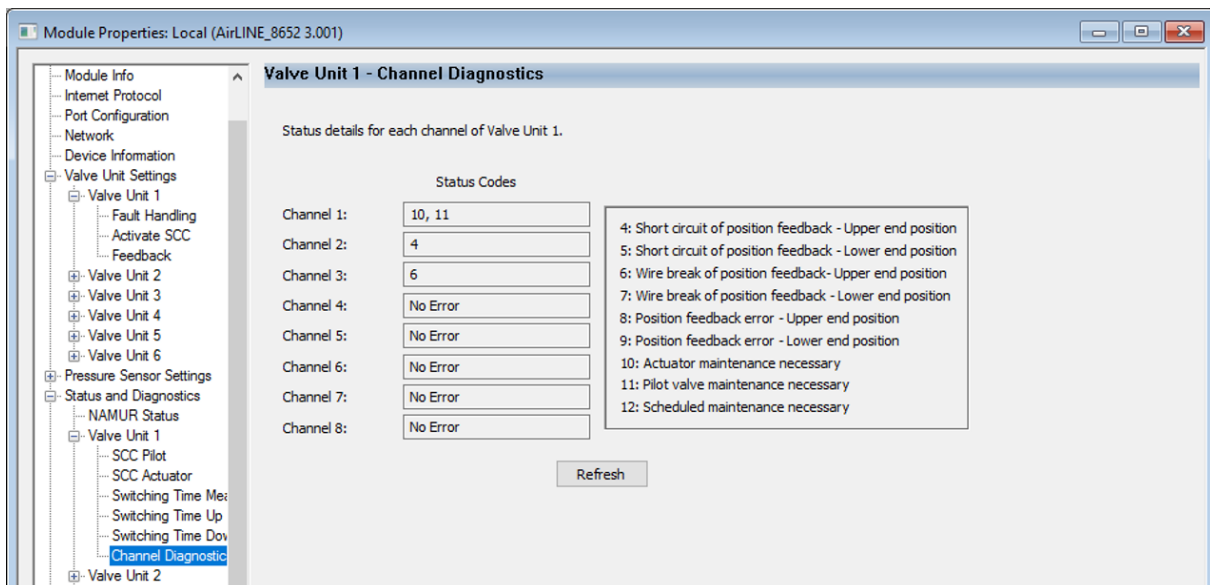 Module Properties: Local (AirLINE_8652 3.001)
Module Info
Internet Protocol
Port Configuration
Network
Device Information
Valve Unit Settings
Valve Unit 1
Fault Handling
Activate SCC
Feedback
Valve Unit 2
Valve Unit 3
Valve Unit 4
Valve Unit 5
Valve Unit 6
Pressure Sensor Settings
Status and Diagnostics
NAMUR Status
Valve Unit 1
SCC Pilot
SCC Actuator
Switching Time Mea
Switching Time Up
Switching Time Dov
Channel Diagnostic
Valve Unit 2
Valve Unit 1 - Channel Diagnostics
Status details for each channel of Valve Unit 1.
Status Codes
Channel 1: 10, 11
Channel 2: 4
Channel 3: 6
Channel 4: No Error
Channel 5: No Error
Channel 6: No Error
Channel 7: No Error
Channel 8: No Error
4: Short circuit of position feedback - Upper end position
5: Short circuit of position feedback - Lower end position
6: Wire break of position feedback- Upper end position
7: Wire break of position feedback - Lower end position
8: Position feedback error - Upper end position
9: Position feedback error - Lower end position
10: Actuator maintenance necessary
11: Pilot valve maintenance necessary
12: Scheduled maintenance necessary
Refresh